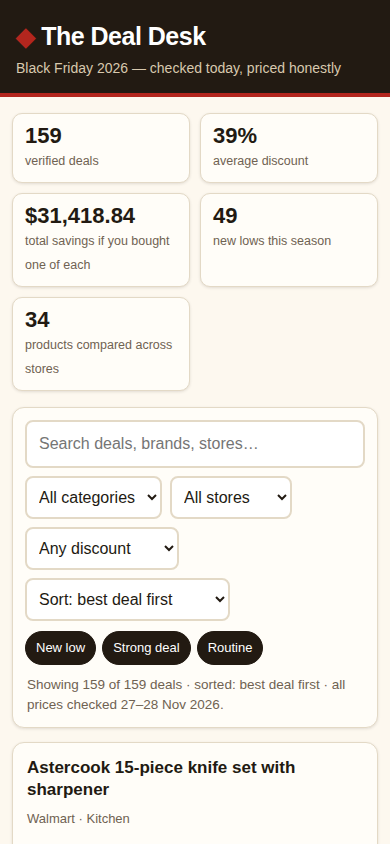 The Deal Desk
Black Friday 2026 — checked today, priced honestly
159
verified deals
39%
average discount
$31,418.84
total savings if you bought
one of each
49
new lows this season
34
products compared across
stores
Search deals, brands, stores…
All categories
All stores
Any discount
Sort: best deal first
New low
Strong deal
Routine
Showing 159 of 159 deals · sorted: best deal first · all
prices checked 27–28 Nov 2026.
Astercook 15-piece knife set with
sharpener
Walmart · Kitchen